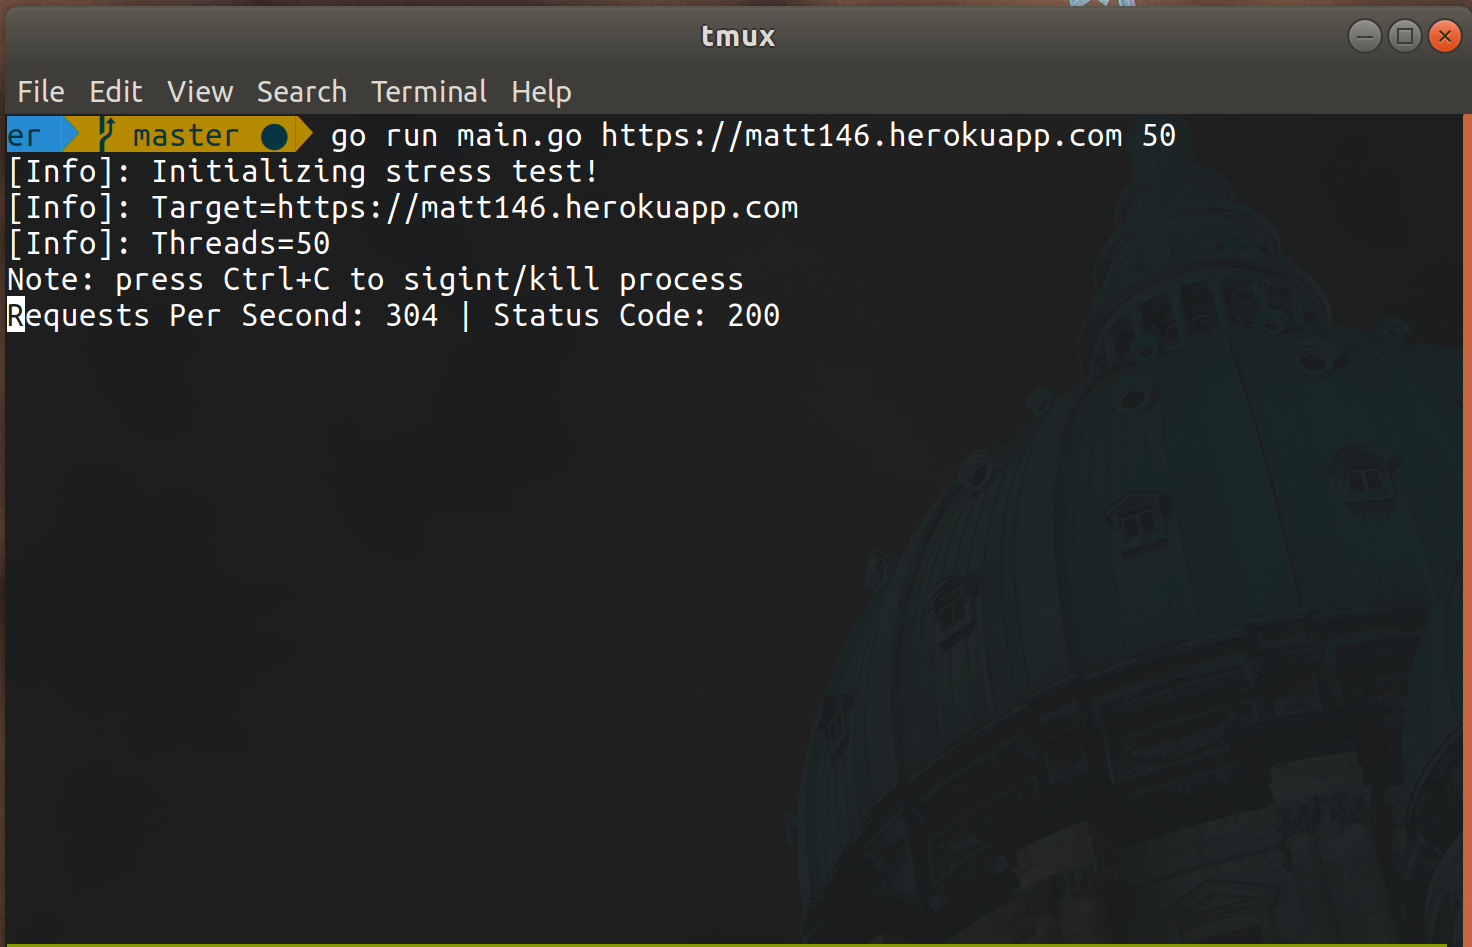 tmux
File Edit View Search Terminal Help
er master ● go run main.go https://matt146.herokuapp.com 50
[Info]: Initializing stress test!
[Info]: Target=https://matt146.herokuapp.com
[Info]: Threads=50
Note: press Ctrl+C to sigint/kill process
Requests Per Second: 304 | Status Code: 200